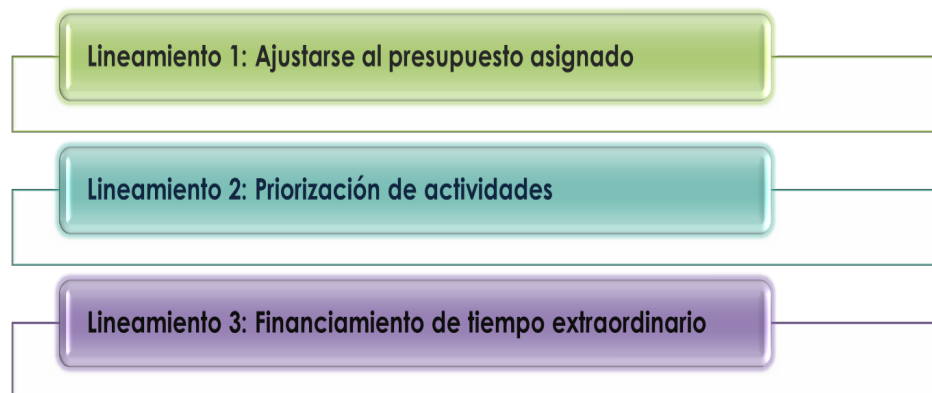 Lineamiento 1: Ajustarse al presupuesto asignado
Lineamiento 2: Priorización de actividades
Lineamiento 3: Financiamiento de tiempo extraordinario